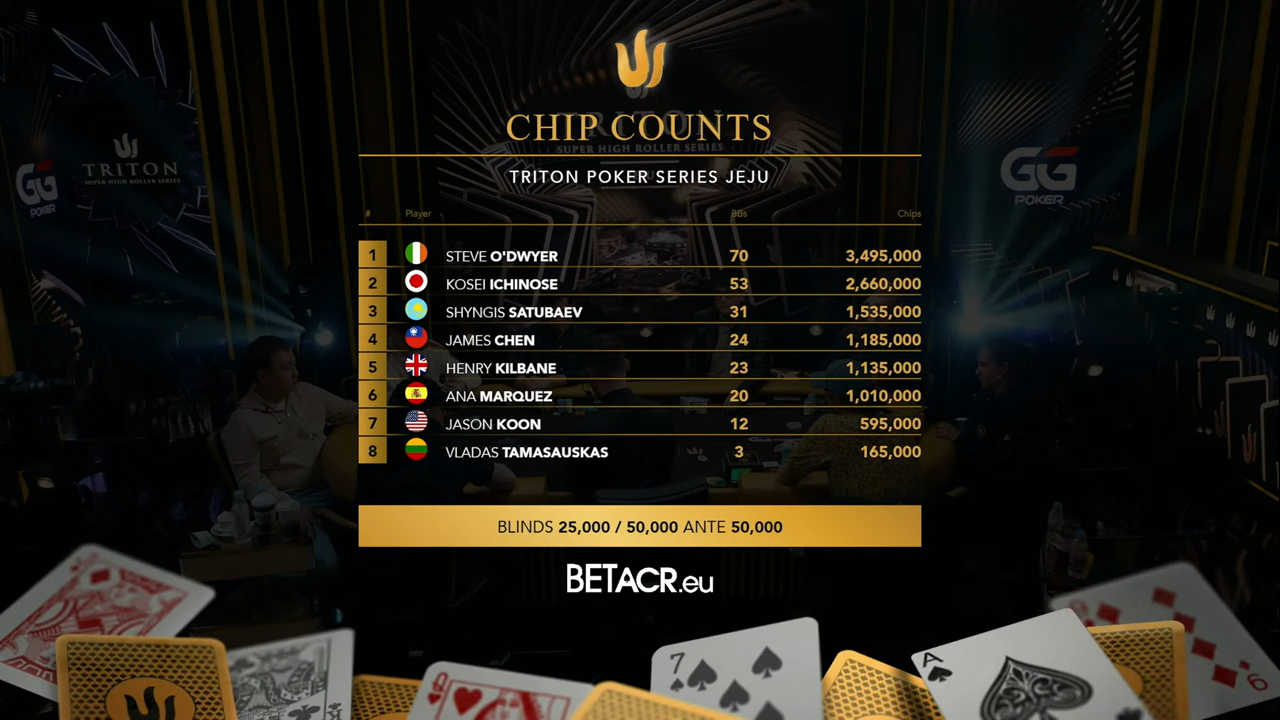 CHIP COUNTS
SUPER HIGH ROLLER SERIES
TRITON POKER SERIES JEJU
GG
POKER
TRITON
SUPER HIGH ROLLER SERIES
GG
POKER
# Player BBs Chips
1 STEVE O'DWYER 70 3,495,000
2 KOSEI ICHINOSE 53 2,660,000
3 SHYNGIS SATUBAEV 31 1,535,000
4 JAMES CHEN 24 1,185,000
5 HENRY KILBANE 23 1,135,000
6 ANA MARQUEZ 20 1,010,000
7 JASON KOON 12 595,000
8 VLADAS TAMASAUSKAS 3 165,000
BLINDS 25,000 / 50,000 ANTE 50,000
BETACR.eu
Q
7
A
6